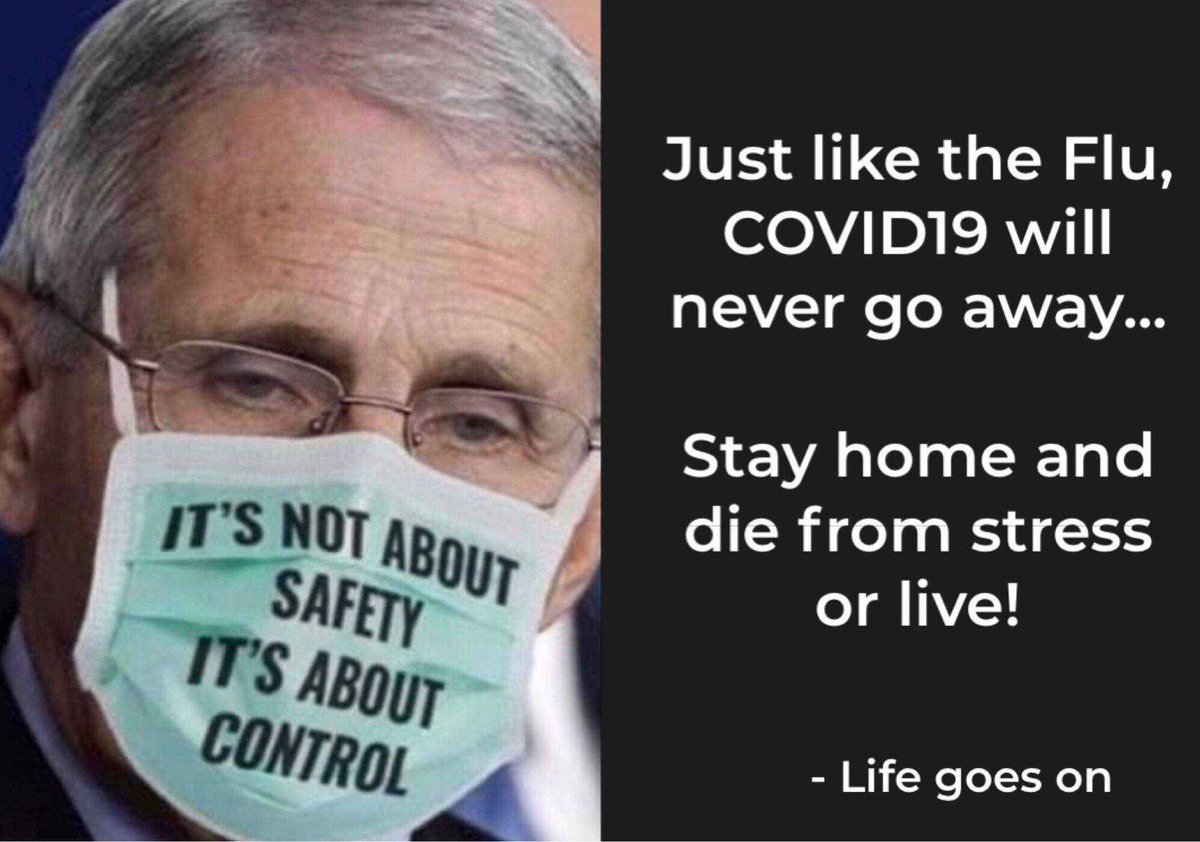 IT'S NOT ABOUT
SAFETY
IT'S ABOUT
CONTROL
Just like the Flu,
COVID19 will
never go away...
Stay home and
die from stress
or live!
- Life goes on